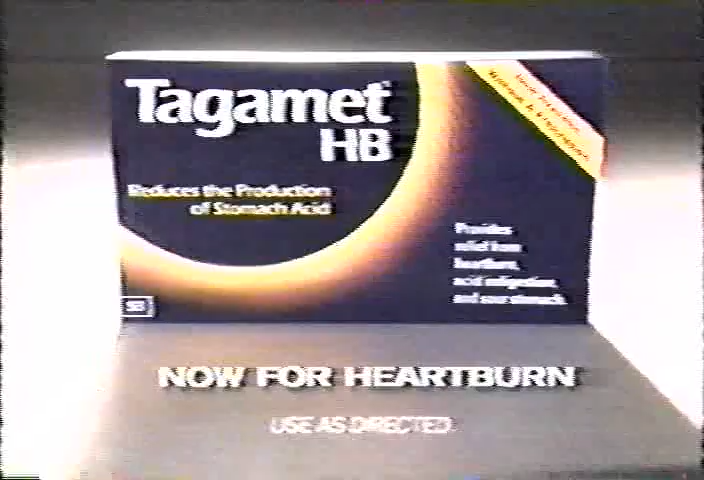 Tagamet
HB
Reduces the Production
of Stomach Acid
Provides
relief from
heartburn,
acid indigestion,
and sour stomach.
SB
NOW FOR HEARTBURN
USE AS DIRECTED.